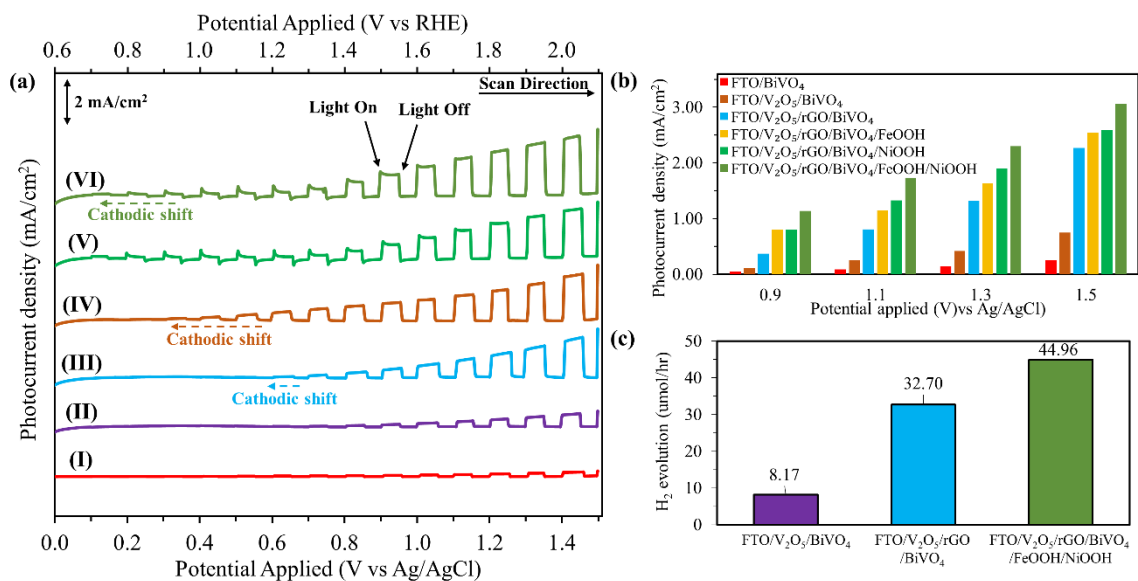 Potential Applied (V vs RHE)
0.6 0.8 1.0 1.2 1.4 1.6 1.8 2.0
(a)
2 mA/cm²
Scan Direction
Light On
Light Off
(VI)
Cathodic shift
(V)
(IV)
Cathodic shift
(III)
Cathodic shift
(II)
(I)
Photocurrent density (mA/cm²)
0.0 0.2 0.4 0.6 0.8 1.0 1.2 1.4
Potential Applied (V vs Ag/AgCl)
(b)
FTO/BiVO₄
FTO/V₂O₅/BiVO₄
FTO/V₂O₅/rGO/BiVO₄
FTO/V₂O₅/rGO/BiVO₄/FeOOH
FTO/V₂O₅/rGO/BiVO₄/NiOOH
FTO/V₂O₅/rGO/BiVO₄/FeOOH/NiOOH
Photocurrent density (mA/cm²)
3.00
2.00
1.00
0.00
0.9 1.1 1.3 1.5
Potential applied (V)vs Ag/AgCl)
(c)
H₂ evolution (umol/hr)
50
40
30
20
10
0
8.17
32.70
44.96
FTO/V₂O₅/BiVO₄
FTO/V₂O₅/rGO
/BiVO₄
FTO/V₂O₅/rGO/BiVO₄
/FeOOH/NiOOH